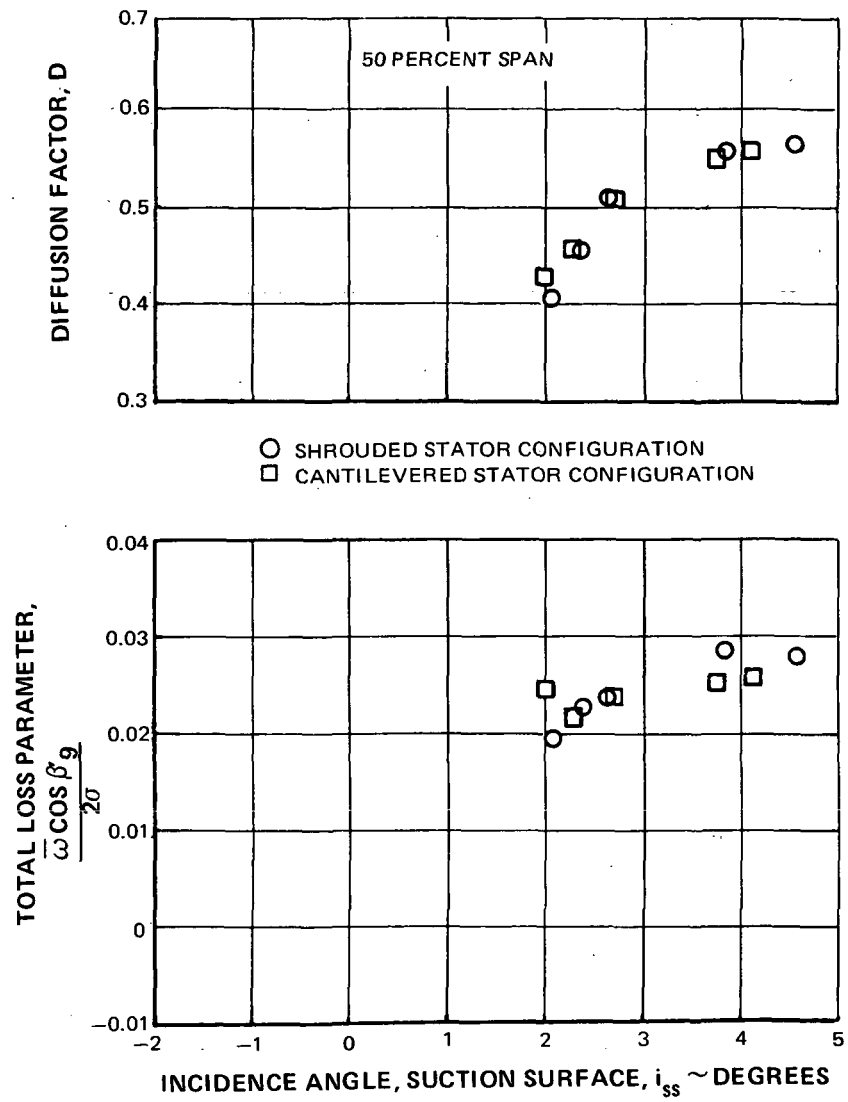 50 PERCENT SPAN
DIFFUSION FACTOR, D
0.7
0.6
0.5
0.4
0.3
SHROUDED STATOR CONFIGURATION
CANTILEVERED STATOR CONFIGURATION
TOTAL LOSS PARAMETER,
ω̅ COS β'₉
2σ
0.04
0.03
0.02
0.01
0
−0.01
−2 −1 0 1 2 3 4 5
INCIDENCE ANGLE, SUCTION SURFACE, iₛₛ ~ DEGREES